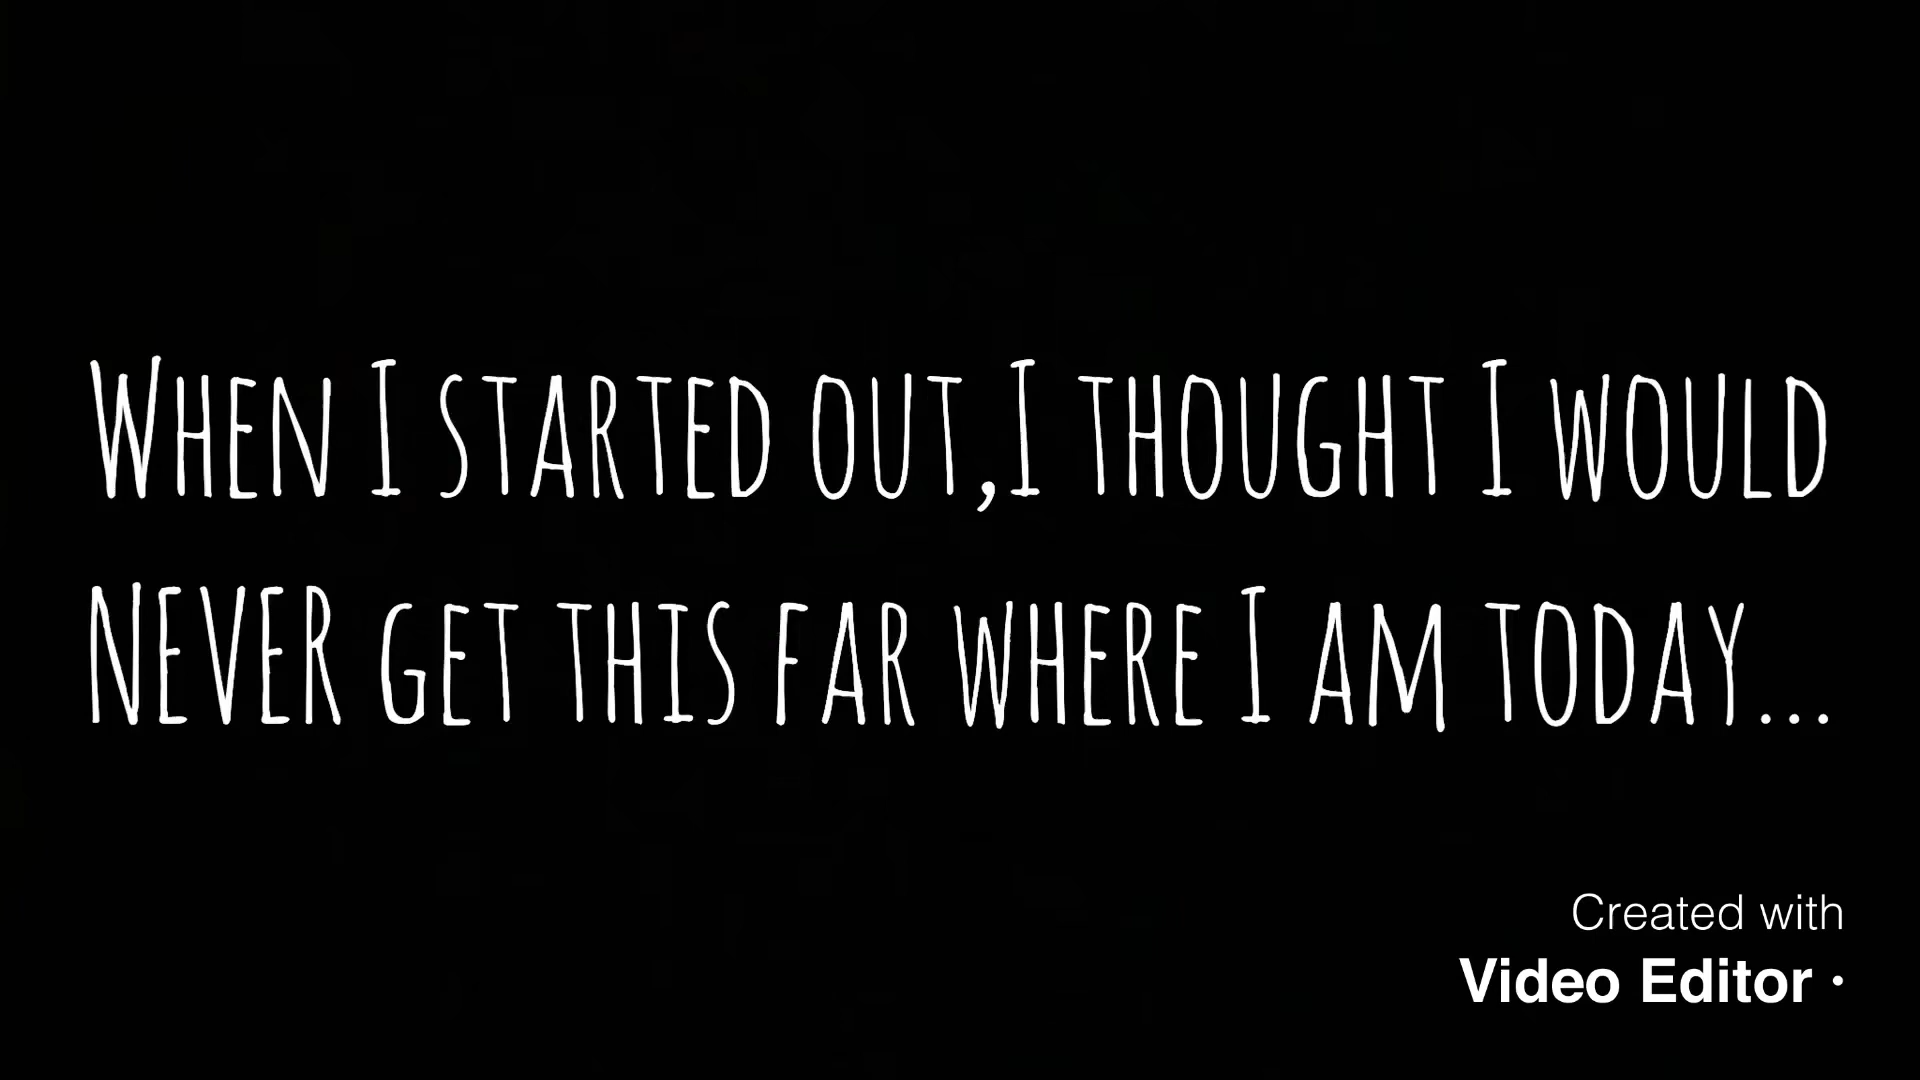 When I started out,I thought I would
NEVER get this far where I am today...
Created with
Video Editor ·